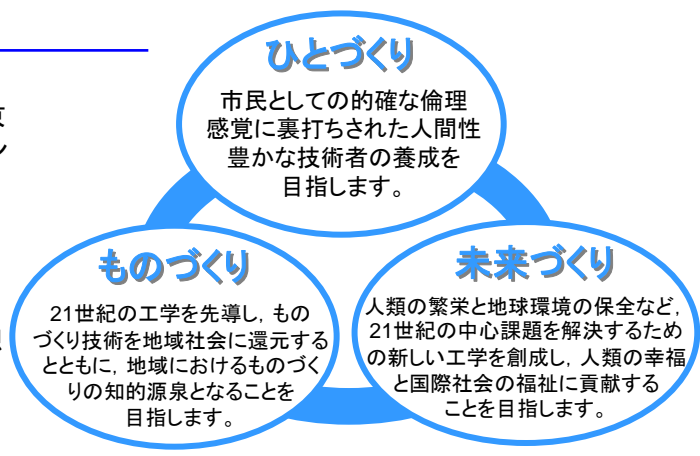 ひとづくり
市民としての的確な倫理
感覚に裏打ちされた人間性
豊かな技術者の養成を
目指します。
ものづくり
21世紀の工学を先導し，もの
づくり技術を地域社会に還元する
とともに，地域におけるものづく
りの知的源泉となることを
目指します。
未来づくり
人類の繁栄と地球環境の保全など，
21世紀の中心課題を解決するため
の新しい工学を創成し，人類の幸福
と国際社会の福祉に貢献する
ことを目指します。